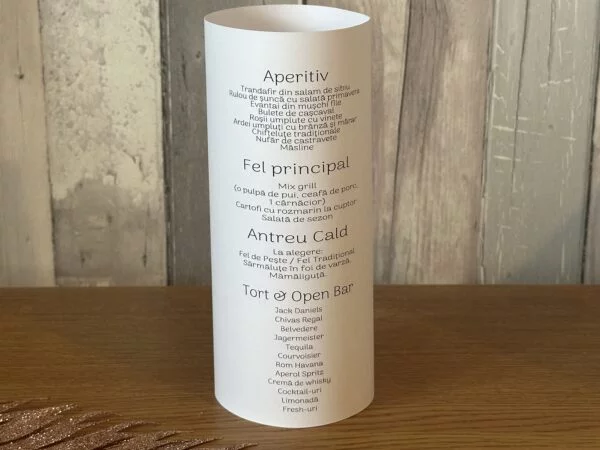 Aperitiv
Trandafir din salam de sibiu
Rulou de șuncă cu salată primăvera
Evantai din mușchi file
Bulete de cașcaval
Roșii umplute cu vinete
Ardei umpluți cu brânză și mărar
Chifteluțe tradiționale
Nufăr de castravete
Măsline
Fel principal
Mix grill
(o pulpă de pui, ceafă de porc,
1 cârnăcior)
Cartofi cu rozmarin la cuptor
Salată de sezon
Antreu Cald
La alegere:
Fel de Pește / Fel Tradițional
Sărmăluțe în foi de varză,
Mămăliguță.
Tort & Open Bar
Jack Daniels
Chivas Regal
Belvedere
Jagermeister
Tequila
Courvoisier
Rom Havana
Aperol Spritz
Cremă de whisky
Cocktail-uri
Limonadă
Fresh-uri